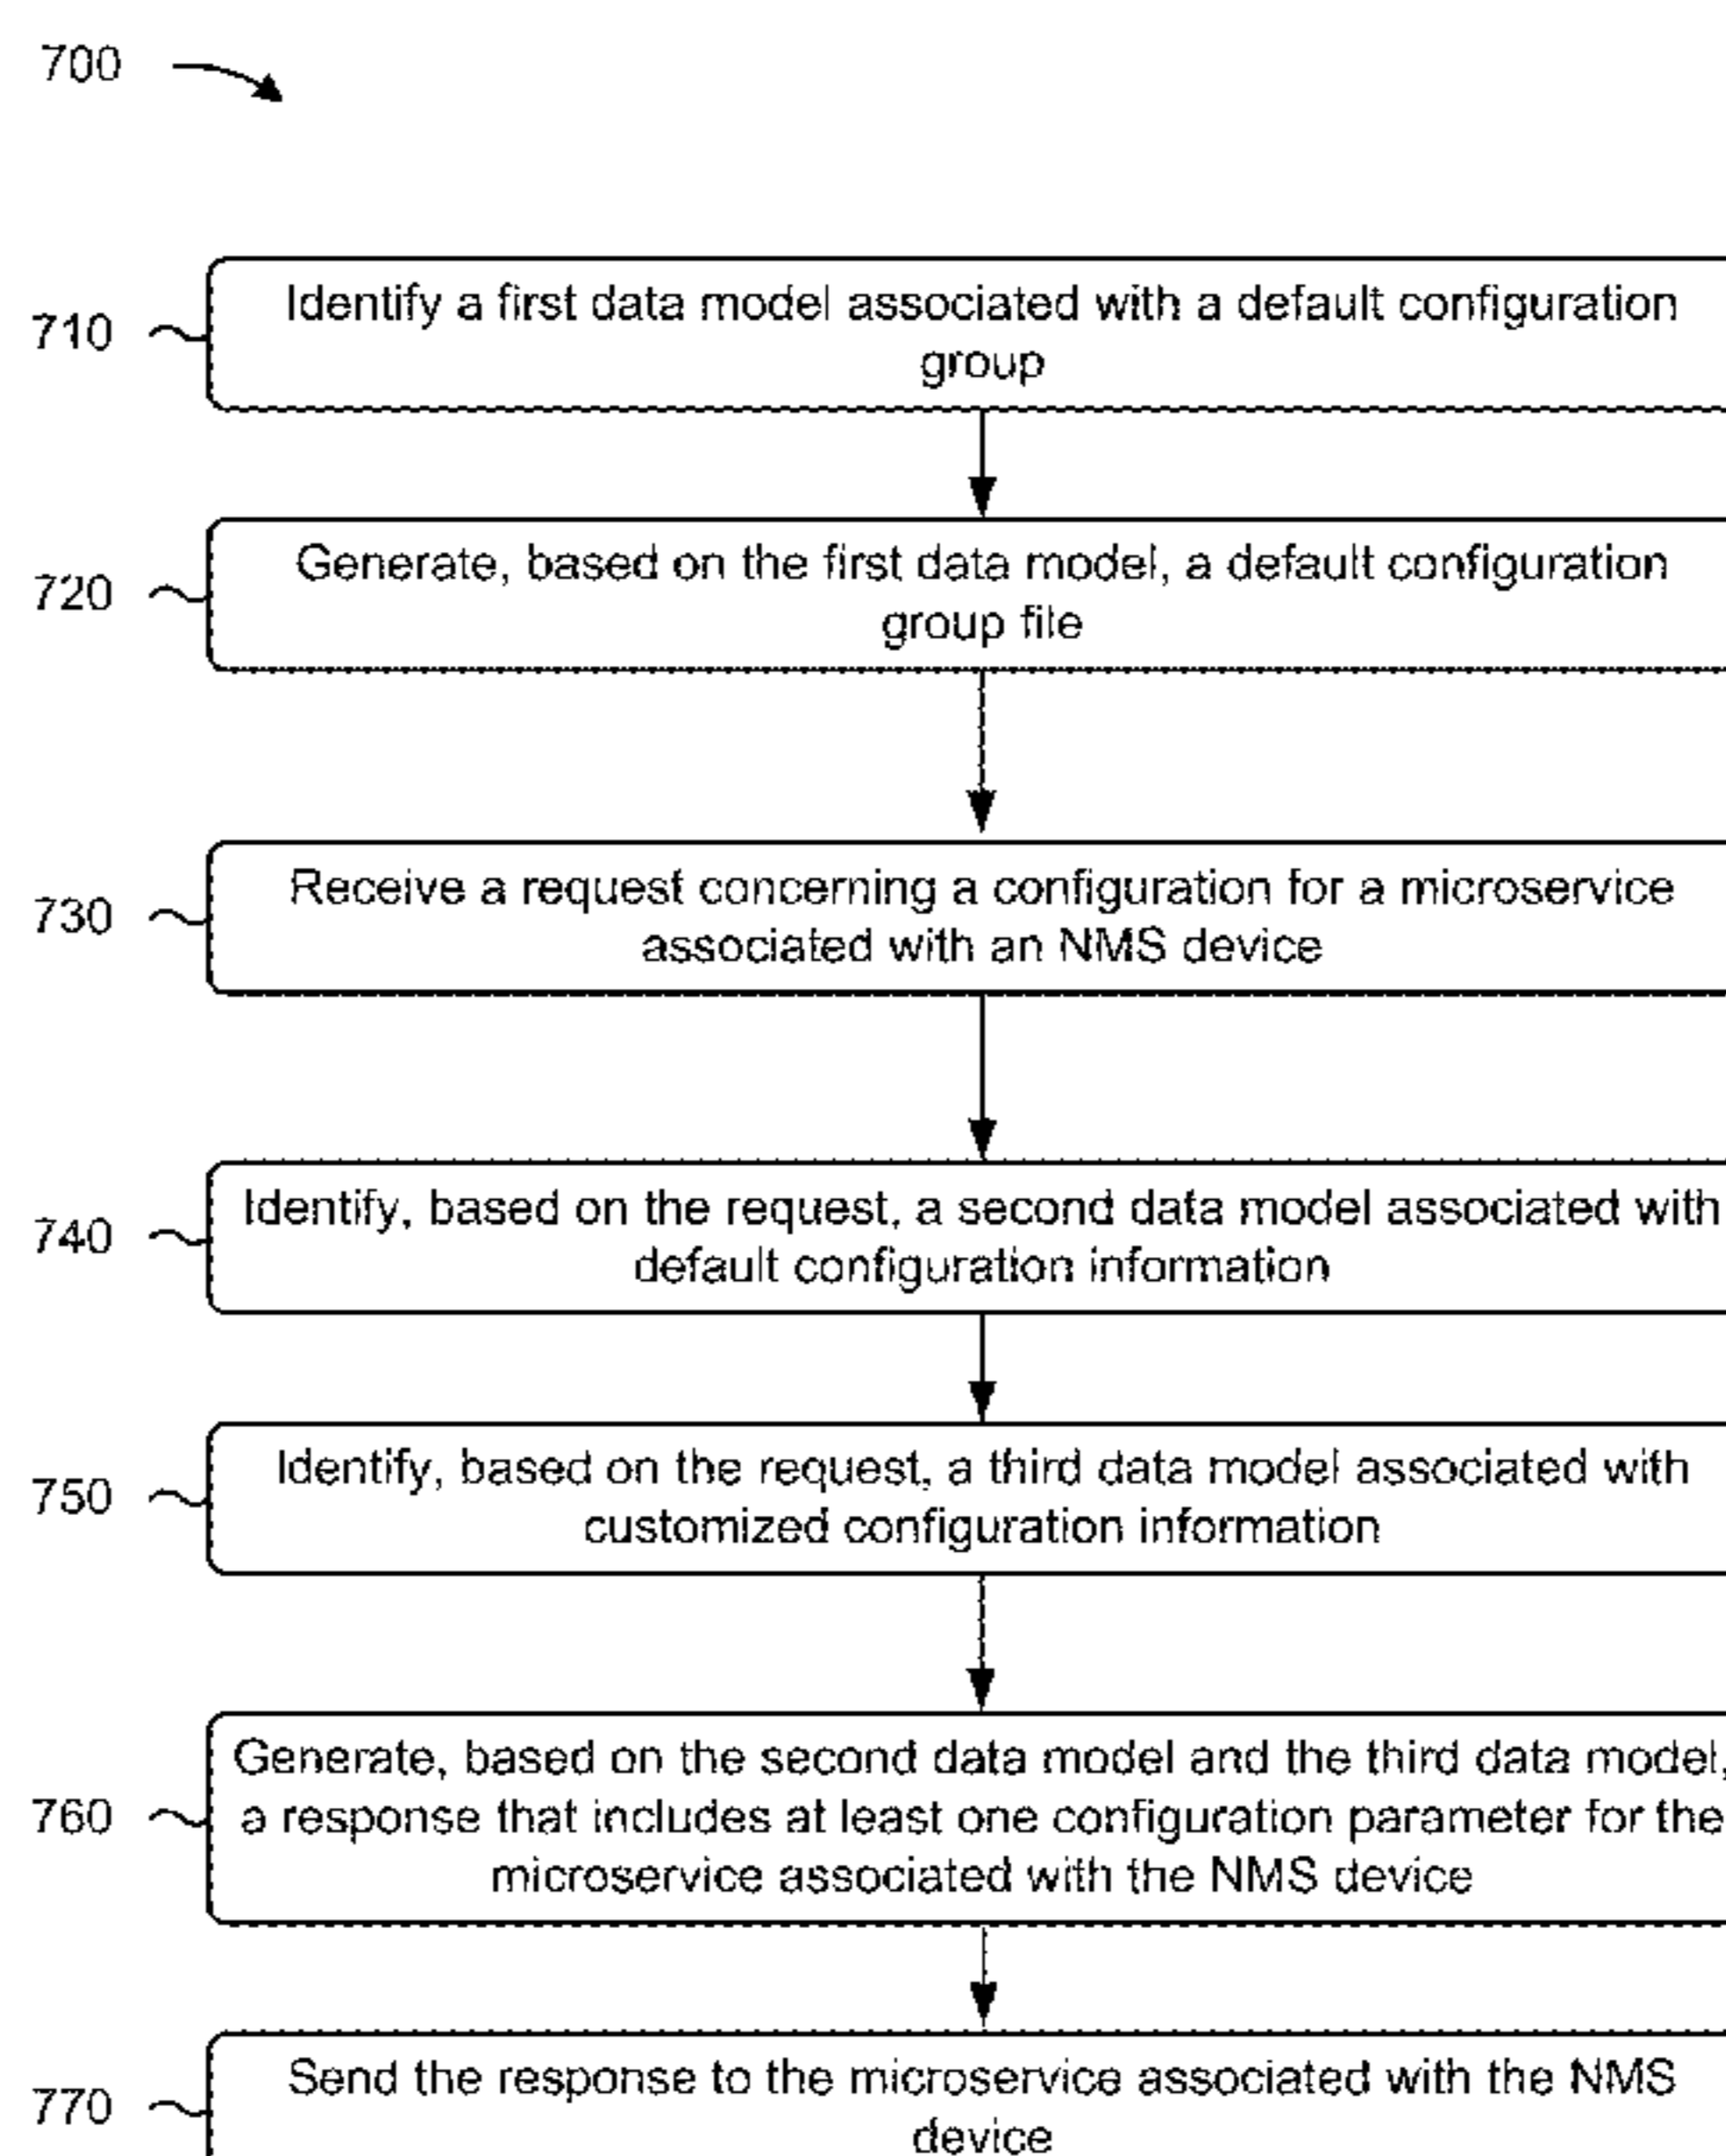 700
710
Identify a first data model associated with a default configuration
group
720
Generate, based on the first data model, a default configuration
group file
730
Receive a request concerning a configuration for a microservice
associated with an NMS device
740
Identify, based on the request, a second data model associated with
default configuration information
750
Identify, based on the request, a third data model associated with
customized configuration information
760
Generate, based on the second data model and the third data model,
a response that includes at least one configuration parameter for the
microservice associated with the NMS device
770
Send the response to the microservice associated with the NMS
device